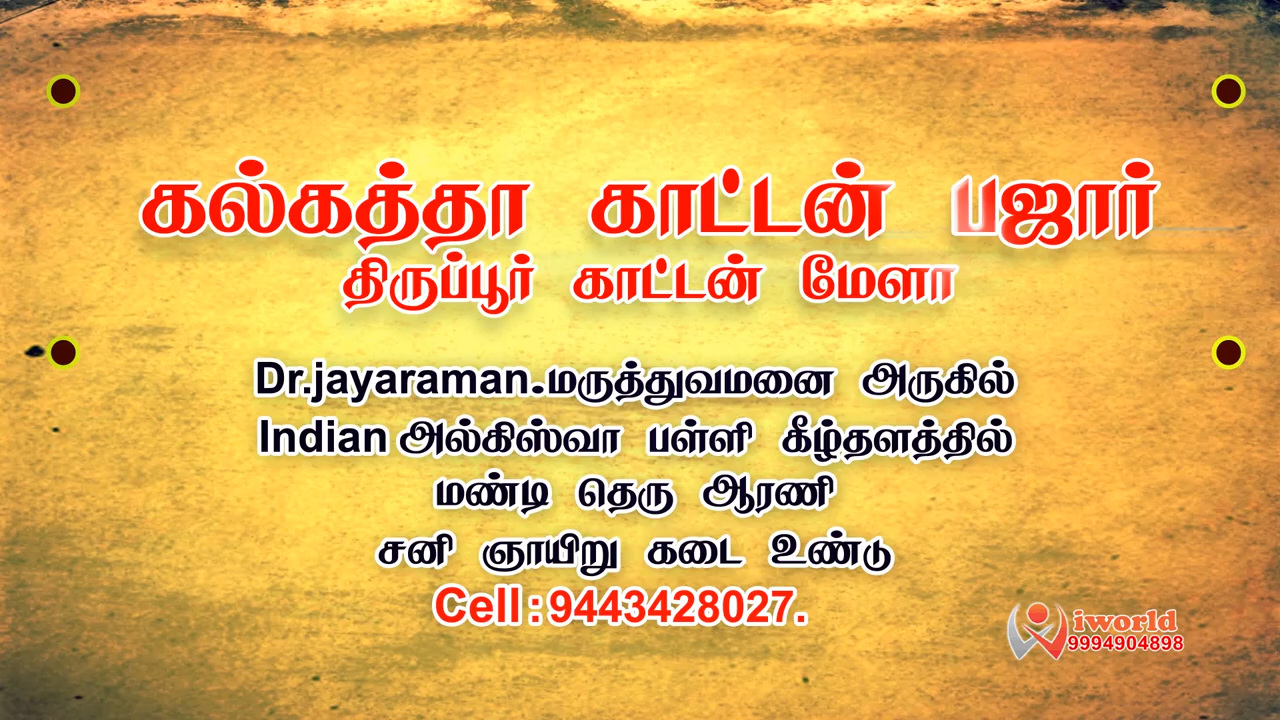 கல்கத்தா காட்டன் பஜார்
திருப்பூர் காட்டன் மேளா
Dr.jayaraman.மருத்துவமனை அருகில்
Indian அல்கிஸ்வா பள்ளி கீழ்தளத்தில்
மண்டி தெரு ஆரணி
சனி ஞாயிறு கடை உண்டு
Cell : 9443428027.
iworld
9994904898